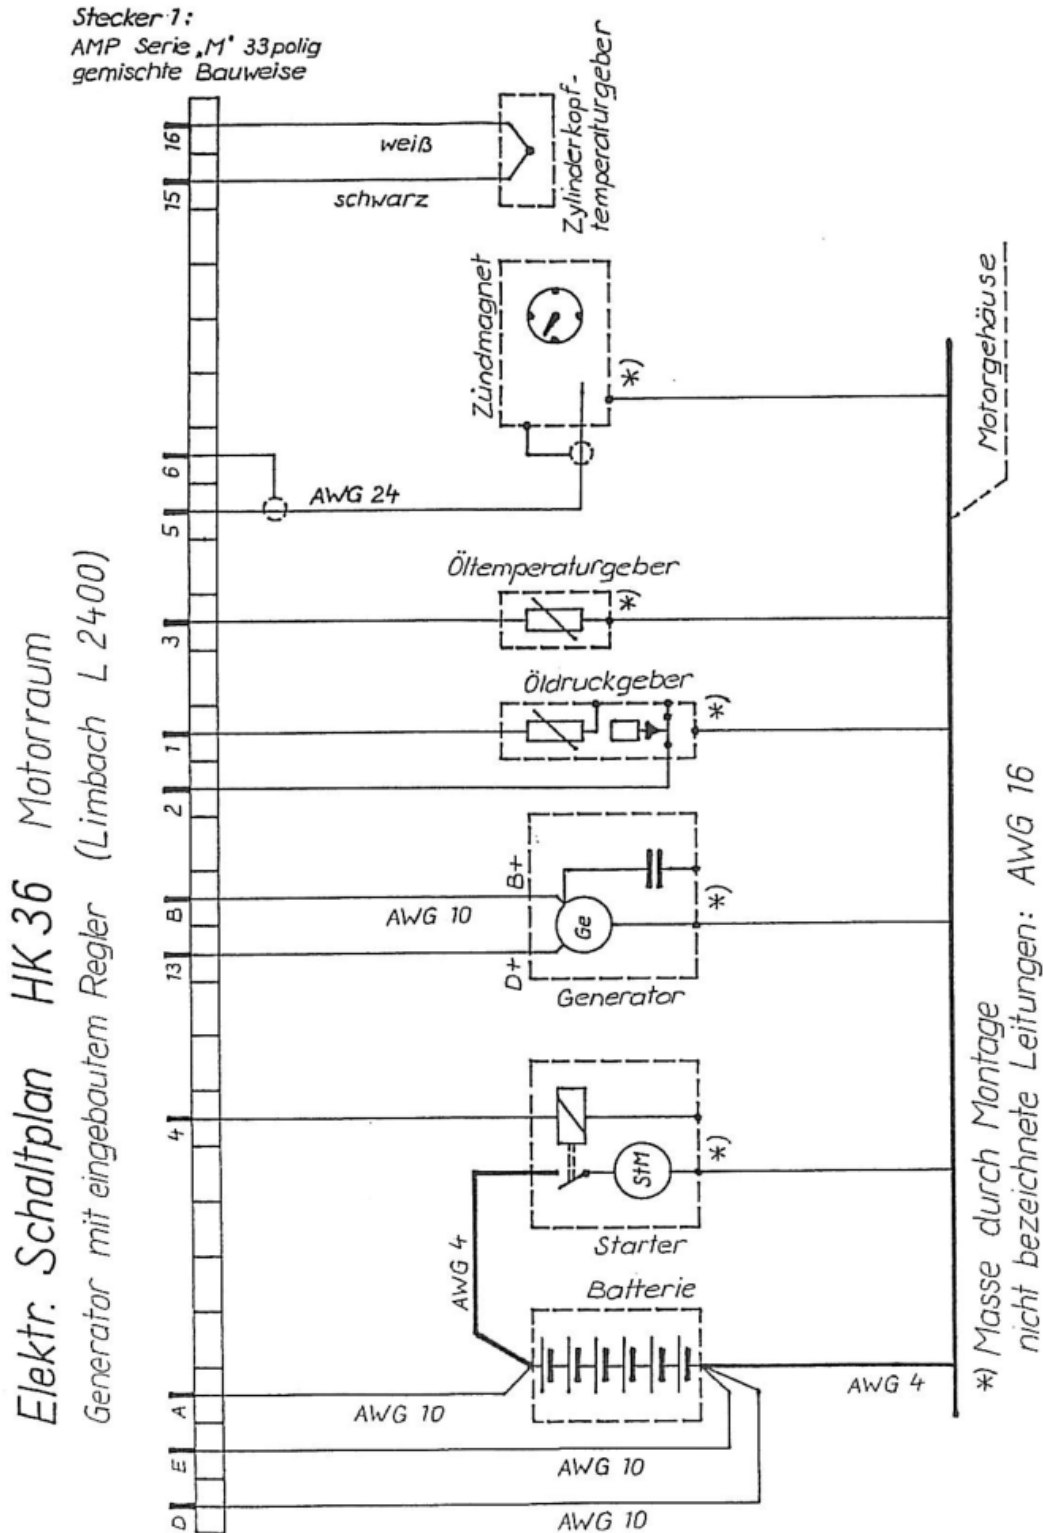 Stecker 1:
AMP Serie „M" 33polig
gemischte Bauweise
Elektr. Schaltplan HK 36 Motorraum
Generator mit eingebautem Regler (Limbach L 2400)
16
weiß
15
schwarz
Zylinderkopf-
temperaturgeber
Zündmagnet
*)
6
5
AWG 24
Motorgehäuse
Öltemperaturgeber
3
*)
Öldruckgeber
1
*)
2
B
AWG 10
B+
Ge
*)
13
D+
Generator
4
StM
*)
Starter
AWG 4
Batterie
A
AWG 10
AWG 4
E
AWG 10
D
AWG 10
*) Masse durch Montage
nicht bezeichnete Leitungen: AWG 16